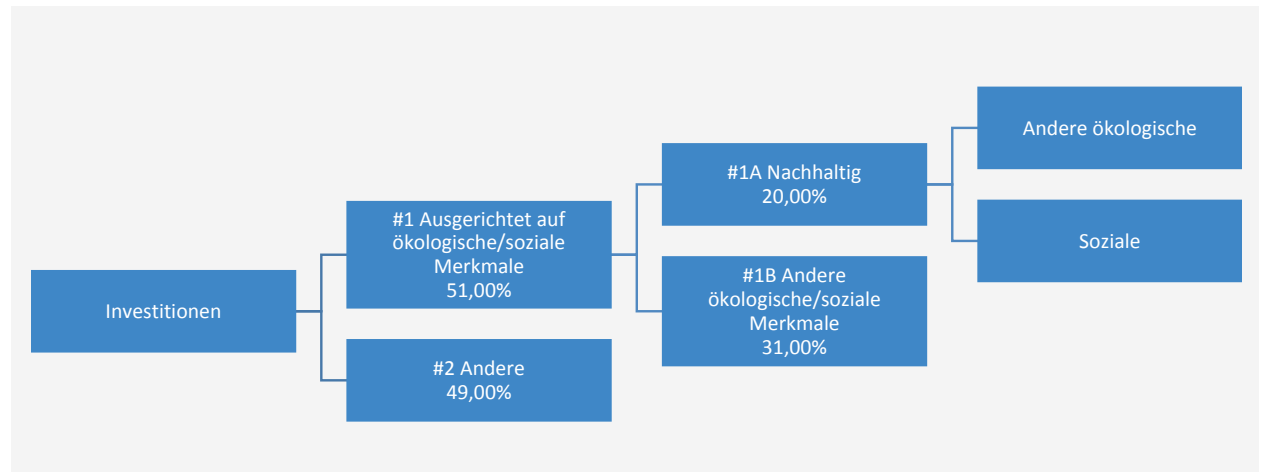 Investitionen
#1 Ausgerichtet auf
ökologische/soziale
Merkmale
51,00%
#2 Andere
49,00%
#1A Nachhaltig
20,00%
#1B Andere
ökologische/soziale
Merkmale
31,00%
Andere ökologische
Soziale